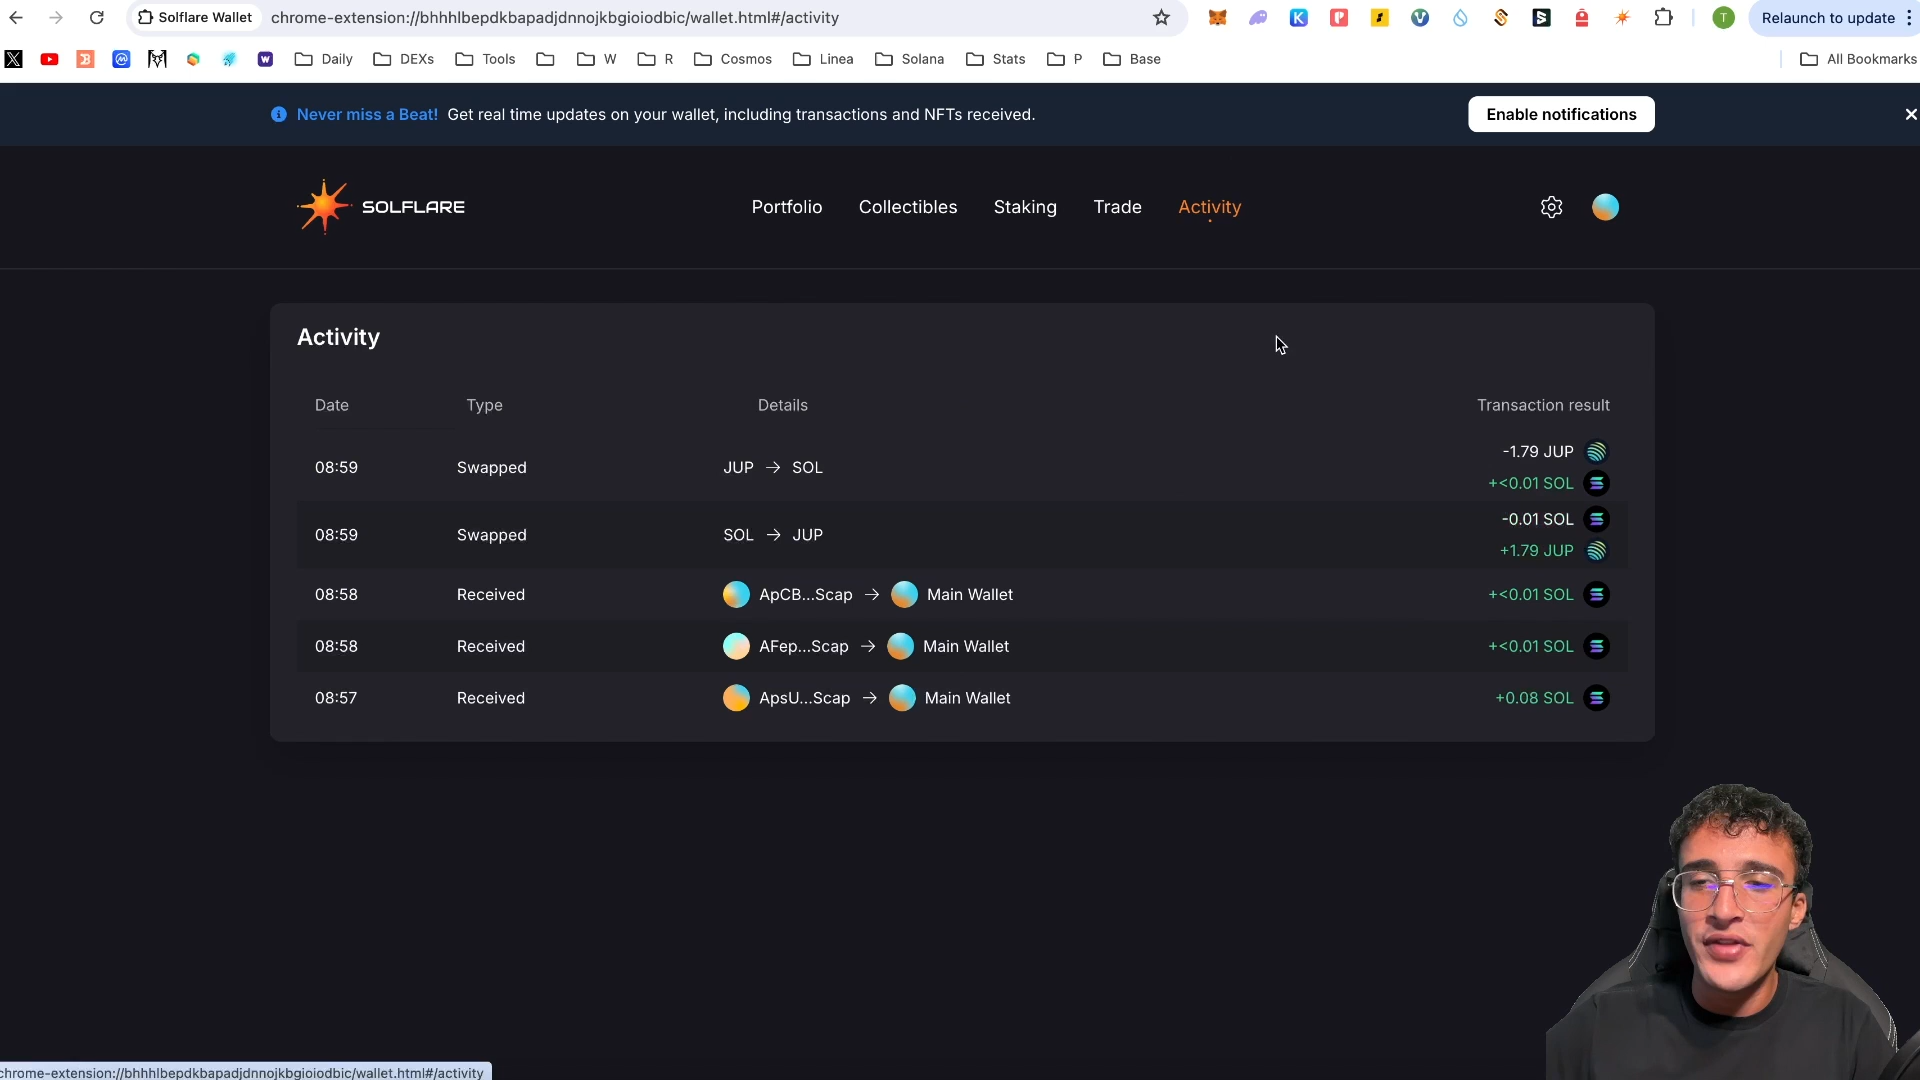 Solflare Wallet
chrome-extension://bhhhlbepdkbapadjdnnojkbgioiodbic/wallet.html#/activity
T
Relaunch to update
Daily
DEXs
Tools
W
R
Cosmos
Linea
Solana
Stats
P
Base
All Bookmarks
Never miss a Beat! Get real time updates on your wallet, including transactions and NFTs received.
Enable notifications
SOLFLARE
Portfolio
Collectibles
Staking
Trade
Activity
Activity
Date Type Details Transaction result
08:59 Swapped JUP → SOL -1.79 JUP
+<0.01 SOL
08:59 Swapped SOL → JUP -0.01 SOL
+1.79 JUP
08:58 Received ApCB...Scap → Main Wallet +<0.01 SOL
08:58 Received AFep...Scap → Main Wallet +<0.01 SOL
08:57 Received ApsU...Scap → Main Wallet +0.08 SOL
chrome-extension://bhhhlbepdkbapadjdnnojkbgioiodbic/wallet.html#/activity